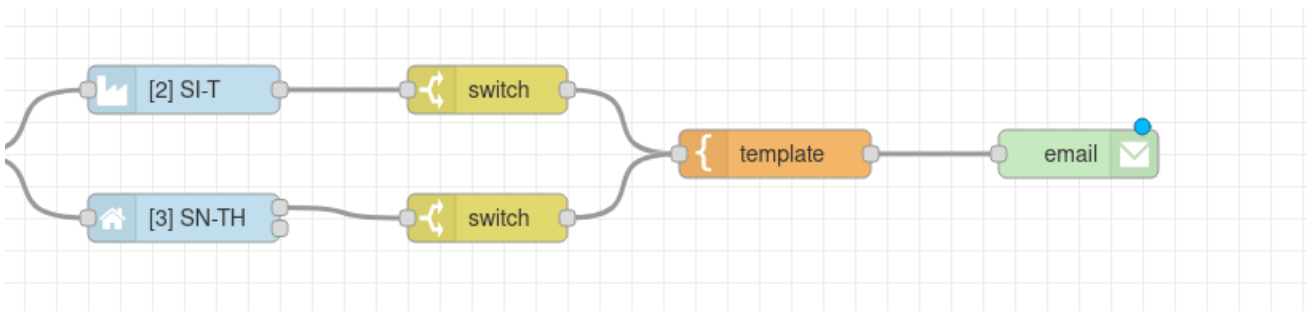 [2] SI-T
switch
template
email
[3] SN-TH
switch